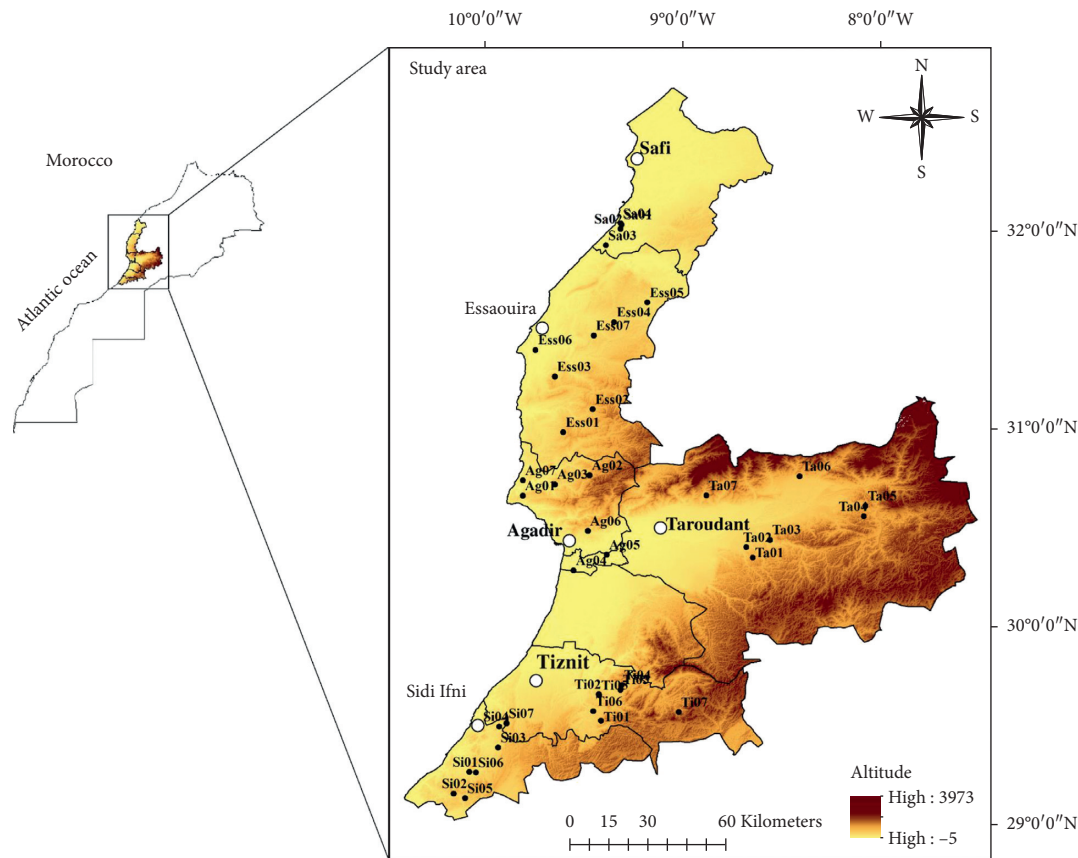 10°0′0″W
9°0′0″W
8°0′0″W
Study area
N
W
S
S
Morocco
Atlantic ocean
Safi
Sa02
Sa04
Sa03
32°0′0″N
Essaouira
Ess05
Ess04
Ess07
Ess06
Ess03
Ess02
Ess01
31°0′0″N
Ag07
Ag03
Ag02
Ag01
Ta06
Ta07
Ta05
Ta04
Agadir
Ag06
Taroudant
Ag05
Ta02
Ta03
Ta01
Ag04
30°0′0″N
Tiznit
Ti04
Ti02
Ti06
Ti01
Ti07
Sidi Ifni
Si04
Si07
Si03
Si01
Si06
Si02
Si05
Altitude
High : 3973
High : –5
0 15 30 60 Kilometers
29°0′0″N